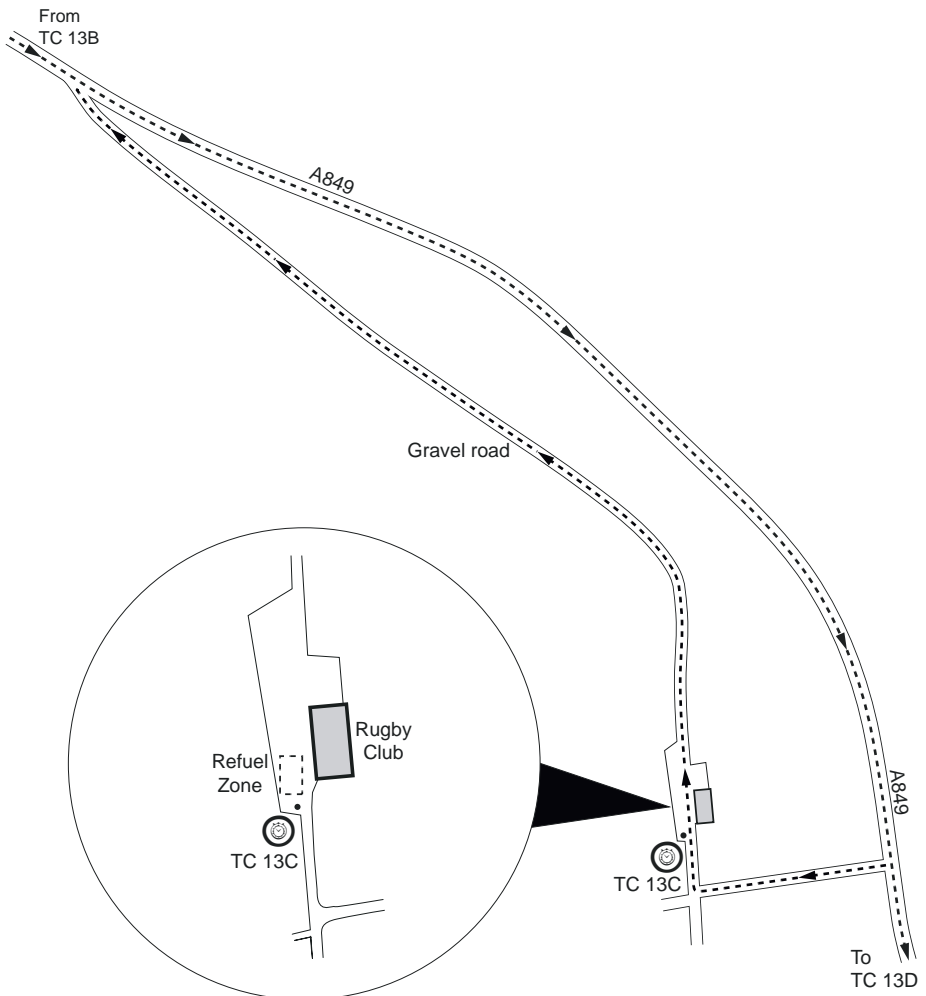 From
TC 13B
A849
Gravel road
Refuel
Zone
Rugby
Club
TC 13C
TC 13C
A849
To
TC 13D